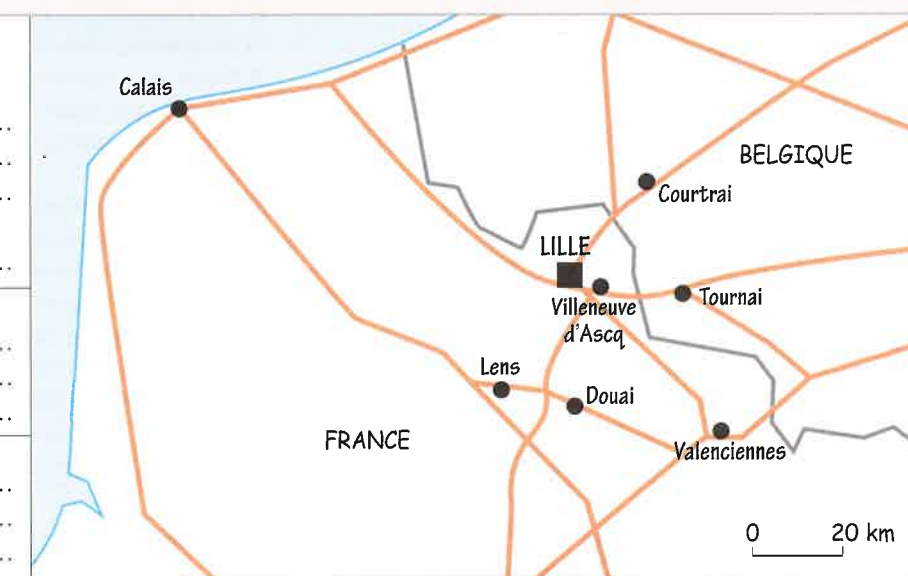 Calais
BELGIQUE
Courtrai
LILLE
Tournai
Villeneuve
d'Ascq
Lens
Douai
FRANCE
Valenciennes
0 20 km